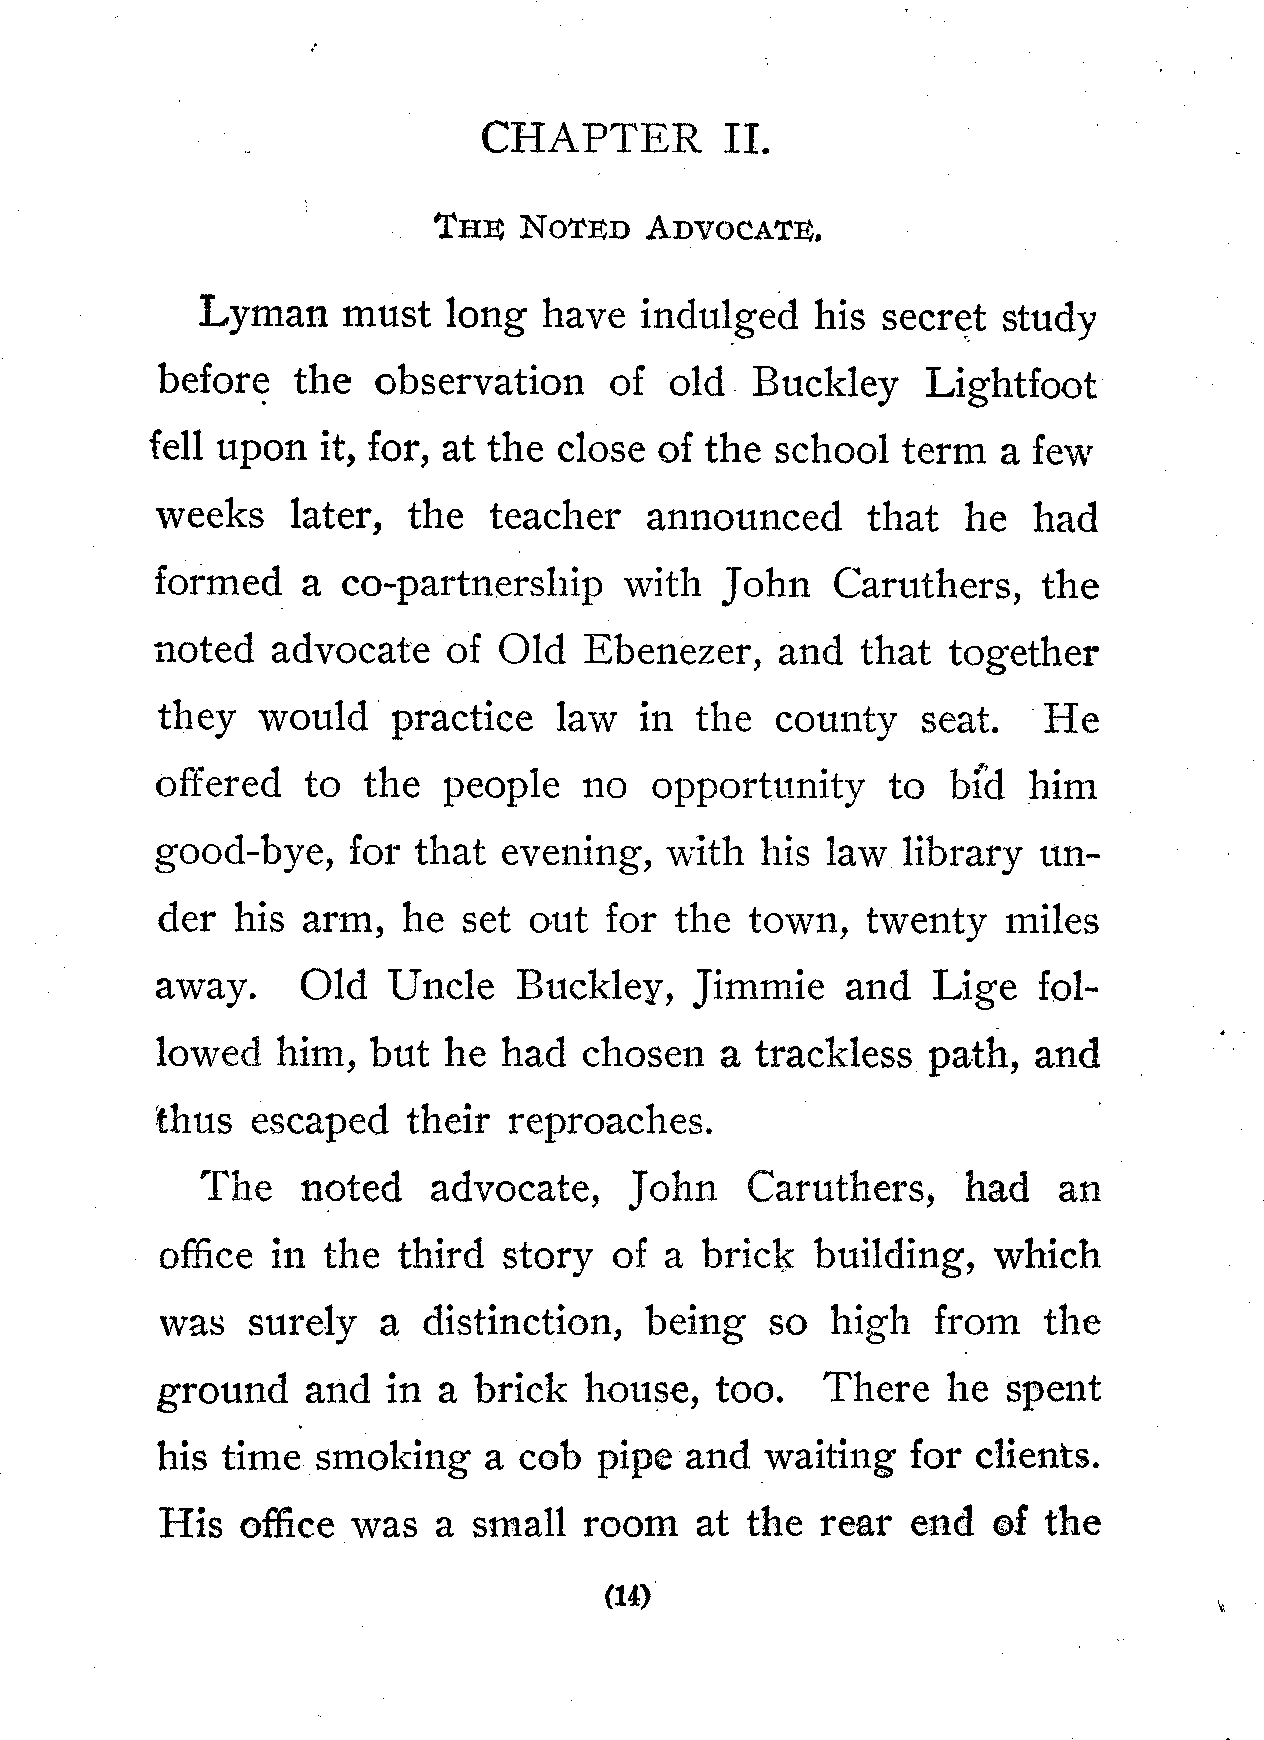 CHAPTER II.
The Noted Advocate.
Lyman must long have indulged his secret study
before the observation of old Buckley Lightfoot
fell upon it, for, at the close of the school term a few
weeks later, the teacher announced that he had
formed a co-partnership with John Caruthers, the
noted advocate of Old Ebenezer, and that together
they would practice law in the county seat. He
offered to the people no opportunity to bid him
good-bye, for that evening, with his law library un-
der his arm, he set out for the town, twenty miles
away. Old Uncle Buckley, Jimmie and Lige fol-
lowed him, but he had chosen a trackless path, and
thus escaped their reproaches.
The noted advocate, John Caruthers, had an
office in the third story of a brick building, which
was surely a distinction, being so high from the
ground and in a brick house, too. There he spent
his time smoking a cob pipe and waiting for clients.
His office was a small room at the rear end of the
(14)